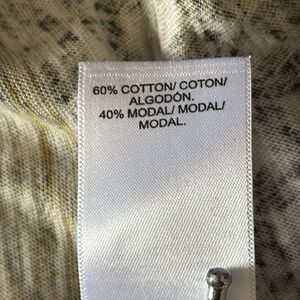 60% COTTON/ COTON/
ALGODÓN.
40% MODAL/ MODAL/
MODAL.